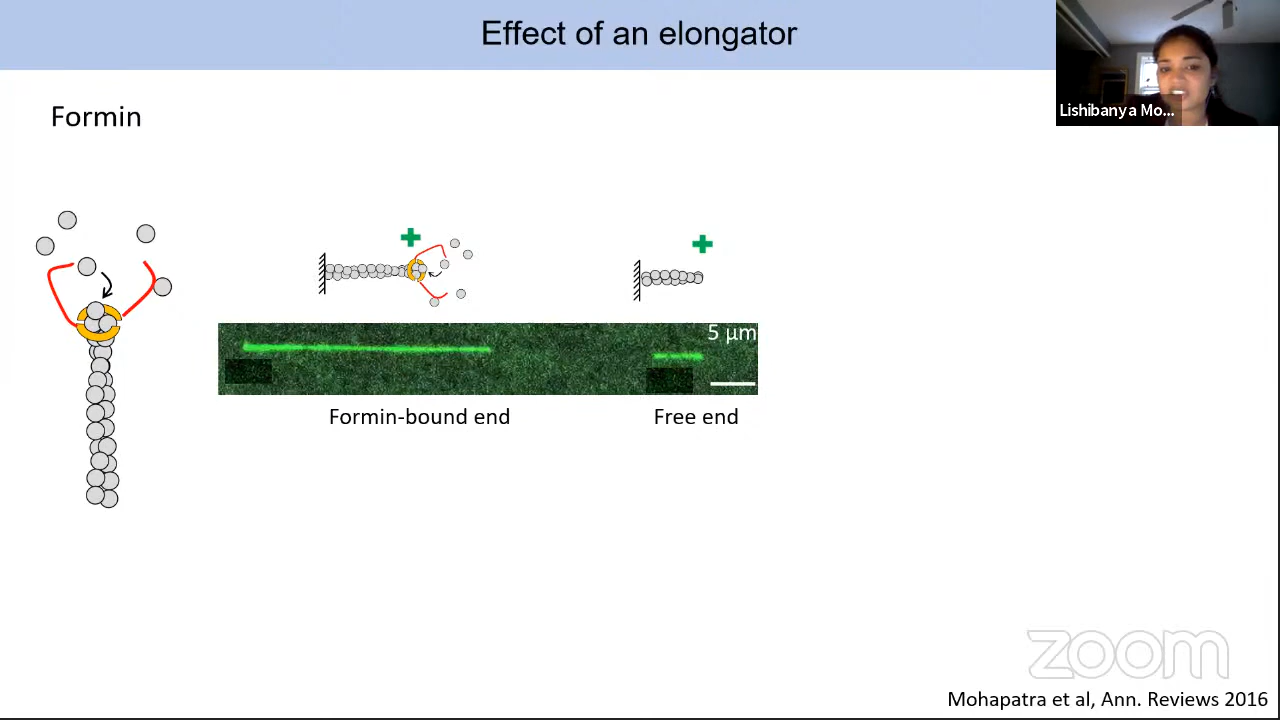 Effect of an elongator
Lishibanya Mo...
Formin
5 µm
Formin-bound end
Free end
zoom
Mohapatra et al, Ann. Reviews 2016